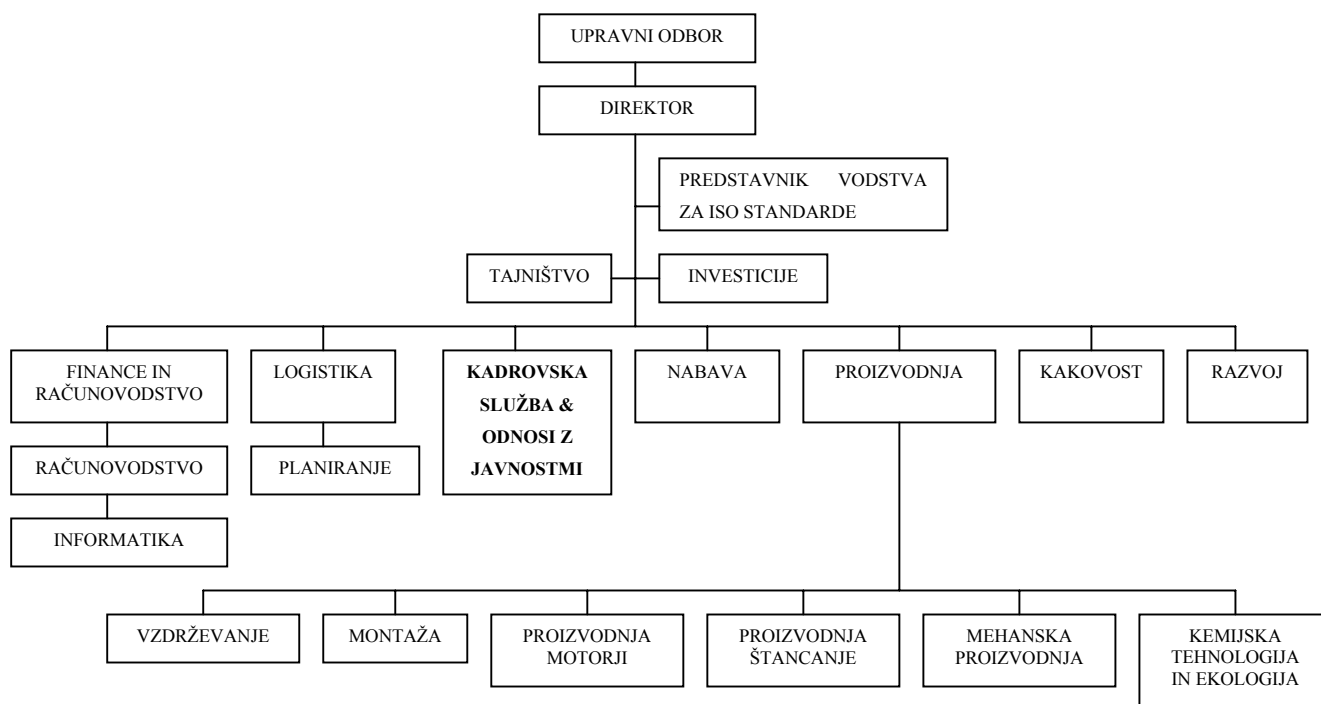 UPRAVNI ODBOR
DIREKTOR
PREDSTAVNIK VODSTVA
ZA ISO STANDARDE
TAJNIŠTVO
INVESTICIJE
FINANCE IN
RAČUNOVODSTVO
LOGISTIKA
KADROVSKA
SLUŽBA &
ODNOSI Z
JAVNOSTMI
NABAVA
PROIZVODNJA
KAKOVOST
RAZVOJ
RAČUNOVODSTVO
PLANIRANJE
INFORMATIKA
VZDRŽEVANJE
MONTAŽA
PROIZVODNJA
MOTORJI
PROIZVODNJA
ŠTANCANJE
MEHANSKA
PROIZVODNJA
KEMIJSKA
TEHNOLOGIJA
IN EKOLOGIJA